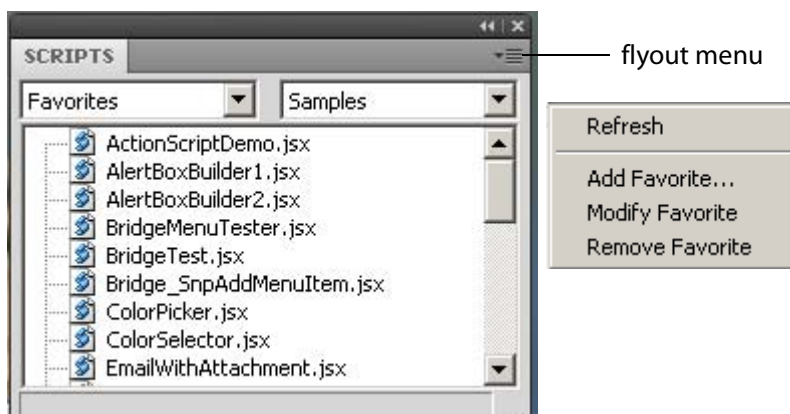 SCRIPTS
flyout menu
Favorites
Samples
ActionScriptDemo.jsx
AlertBoxBuilder1.jsx
AlertBoxBuilder2.jsx
BridgeMenuTester.jsx
BridgeTest.jsx
Bridge_SnpAddMenuItem.jsx
ColorPicker.jsx
ColorSelector.jsx
EmailWithAttachment.jsx
Refresh
Add Favorite...
Modify Favorite
Remove Favorite